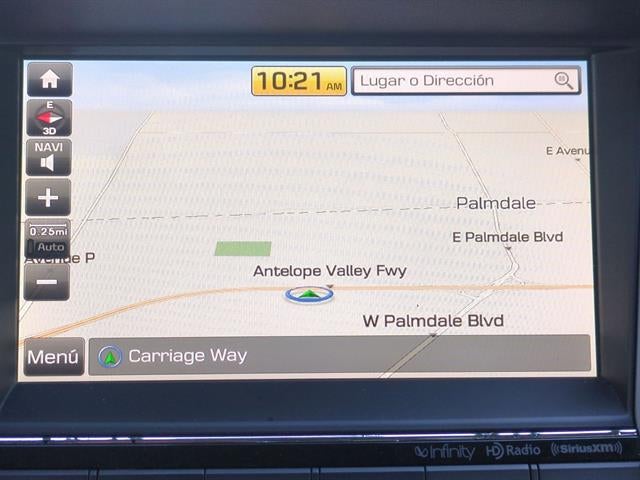 10:21 AM
Lugar o Dirección
E
3D
NAVI
E Avenu
Palmdale
0.25mi
Auto
E Palmdale Blvd
Avenue P
Antelope Valley Fwy
W Palmdale Blvd
Menú
Carriage Way
Infinity HD Radio ((SiriusXM))